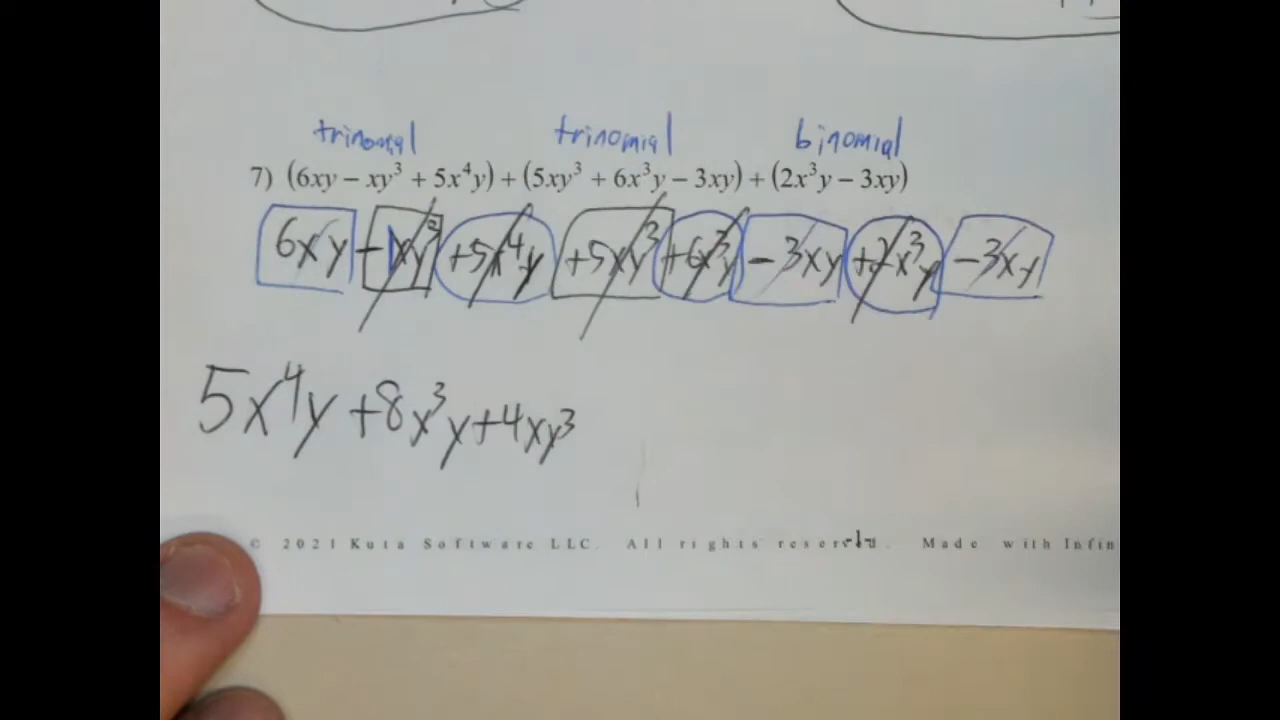 trinomial trinomial binomial
7) (6xy − xy³ + 5x⁴y) + (5xy³ + 6x³y − 3xy) + (2x³y − 3xy)
6xy − xy³ +5x⁴y +5xy³ +6x³y −3xy +2x³y −3xy
5x⁴y +8x³y +4xy³
© 2021 Kuta Software LLC. All rights reserved. Made with Infin